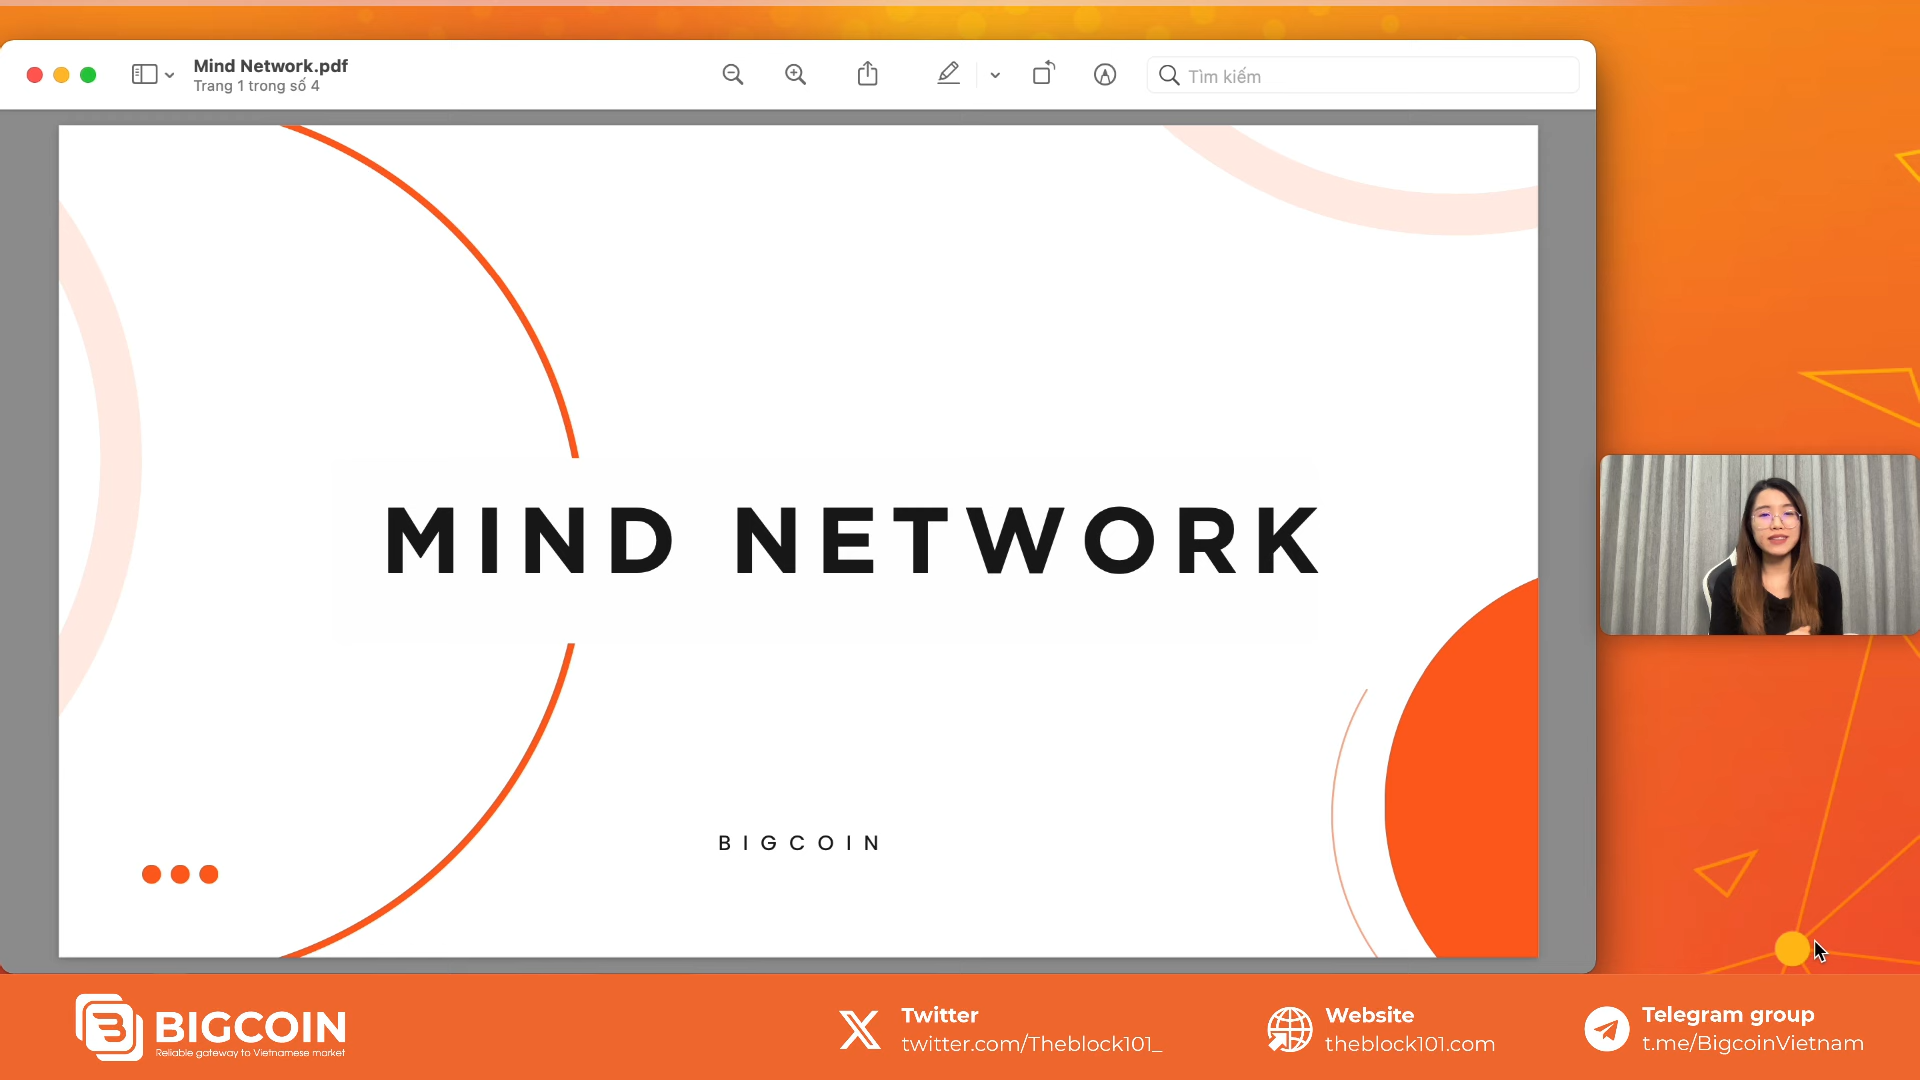 Mind Network.pdf
Trang 1 trong số 4
Tìm kiếm
MIND NETWORK
BIGCOIN
BIGCOIN
Reliable gateway to Vietnamese market
Twitter
twitter.com/Theblock101_
Website
theblock101.com
Telegram group
t.me/BigcoinVietnam